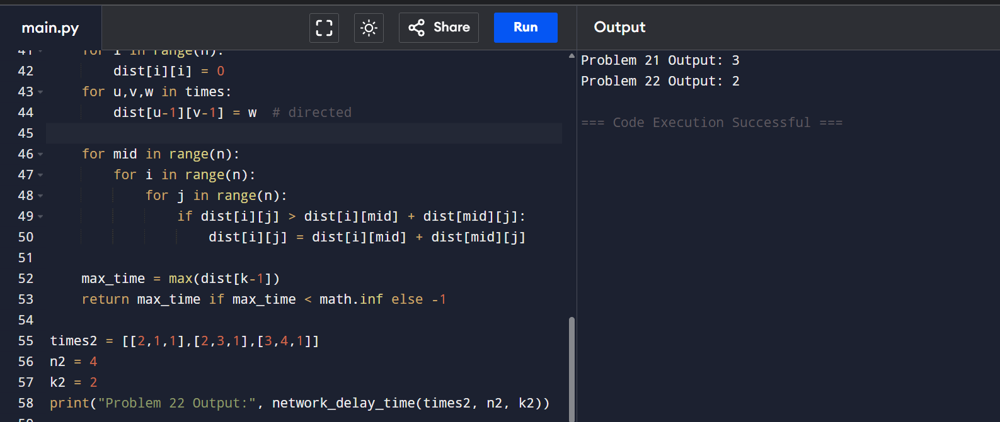 main.py
Share
Run
Output
41 for i in range(n):
42 dist[i][i] = 0
43 for u,v,w in times:
44 dist[u-1][v-1] = w # directed
45
46 for mid in range(n):
47 for i in range(n):
48 for j in range(n):
49 if dist[i][j] > dist[i][mid] + dist[mid][j]:
50 dist[i][j] = dist[i][mid] + dist[mid][j]
51
52 max_time = max(dist[k-1])
53 return max_time if max_time < math.inf else -1
54
55 times2 = [[2,1,1],[2,3,1],[3,4,1]]
56 n2 = 4
57 k2 = 2
58 print("Problem 22 Output:", network_delay_time(times2, n2, k2))
Problem 21 Output: 3
Problem 22 Output: 2
=== Code Execution Successful ===